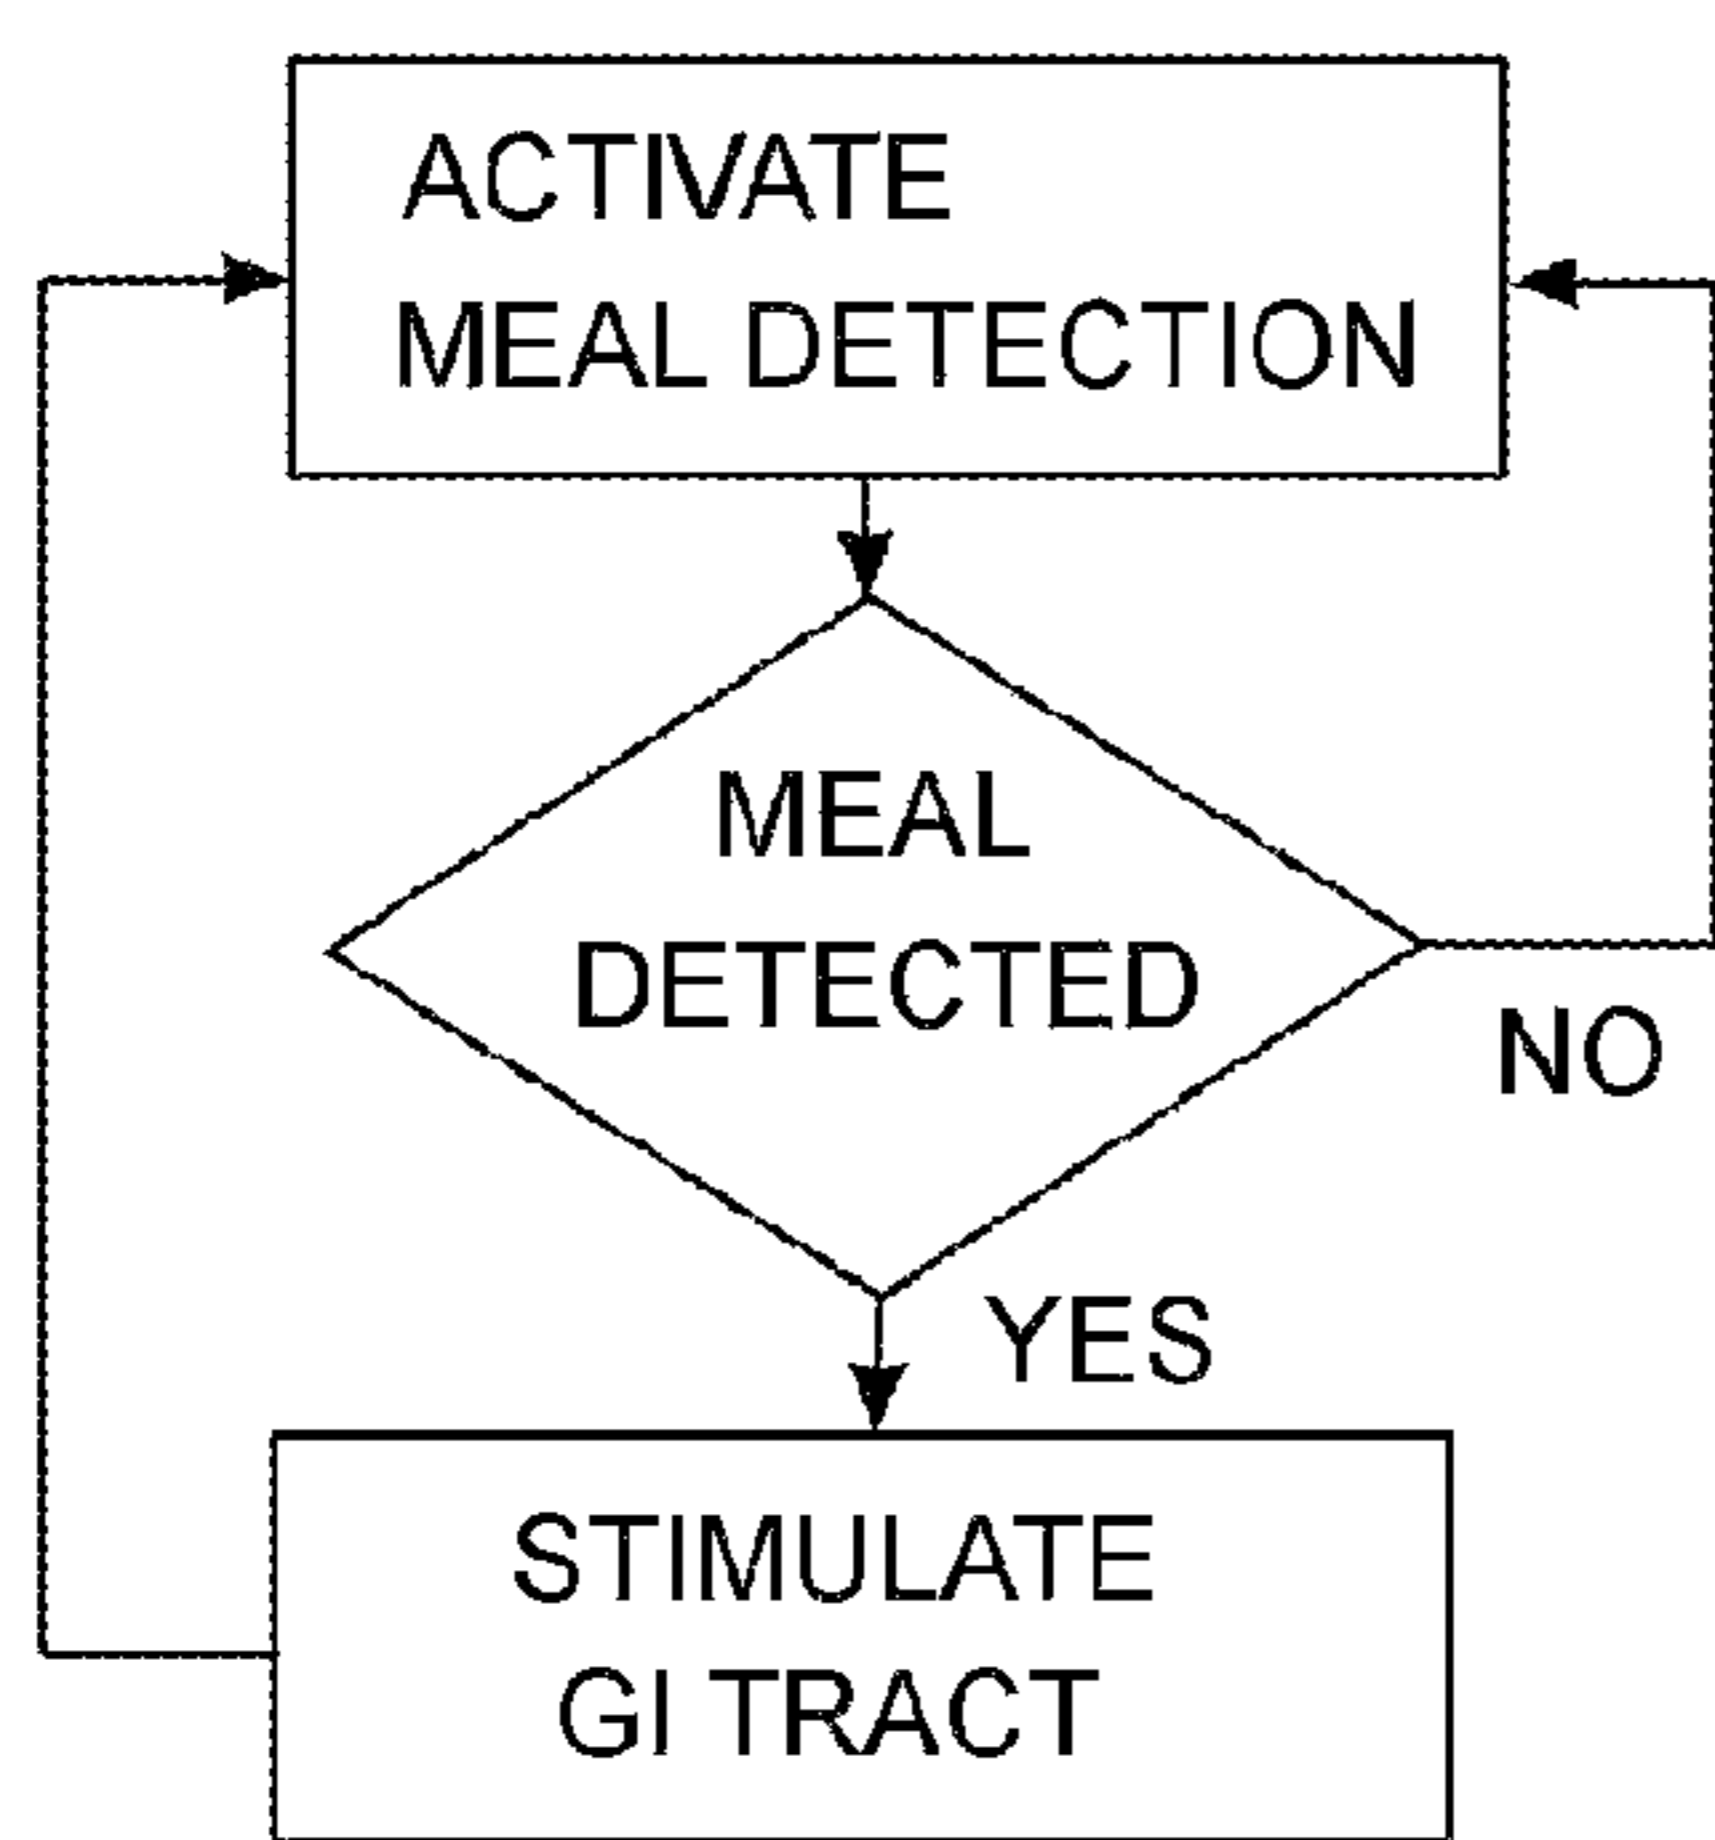 ACTIVATE
MEAL DETECTION
MEAL
DETECTED
NO
YES
STIMULATE
GI TRACT